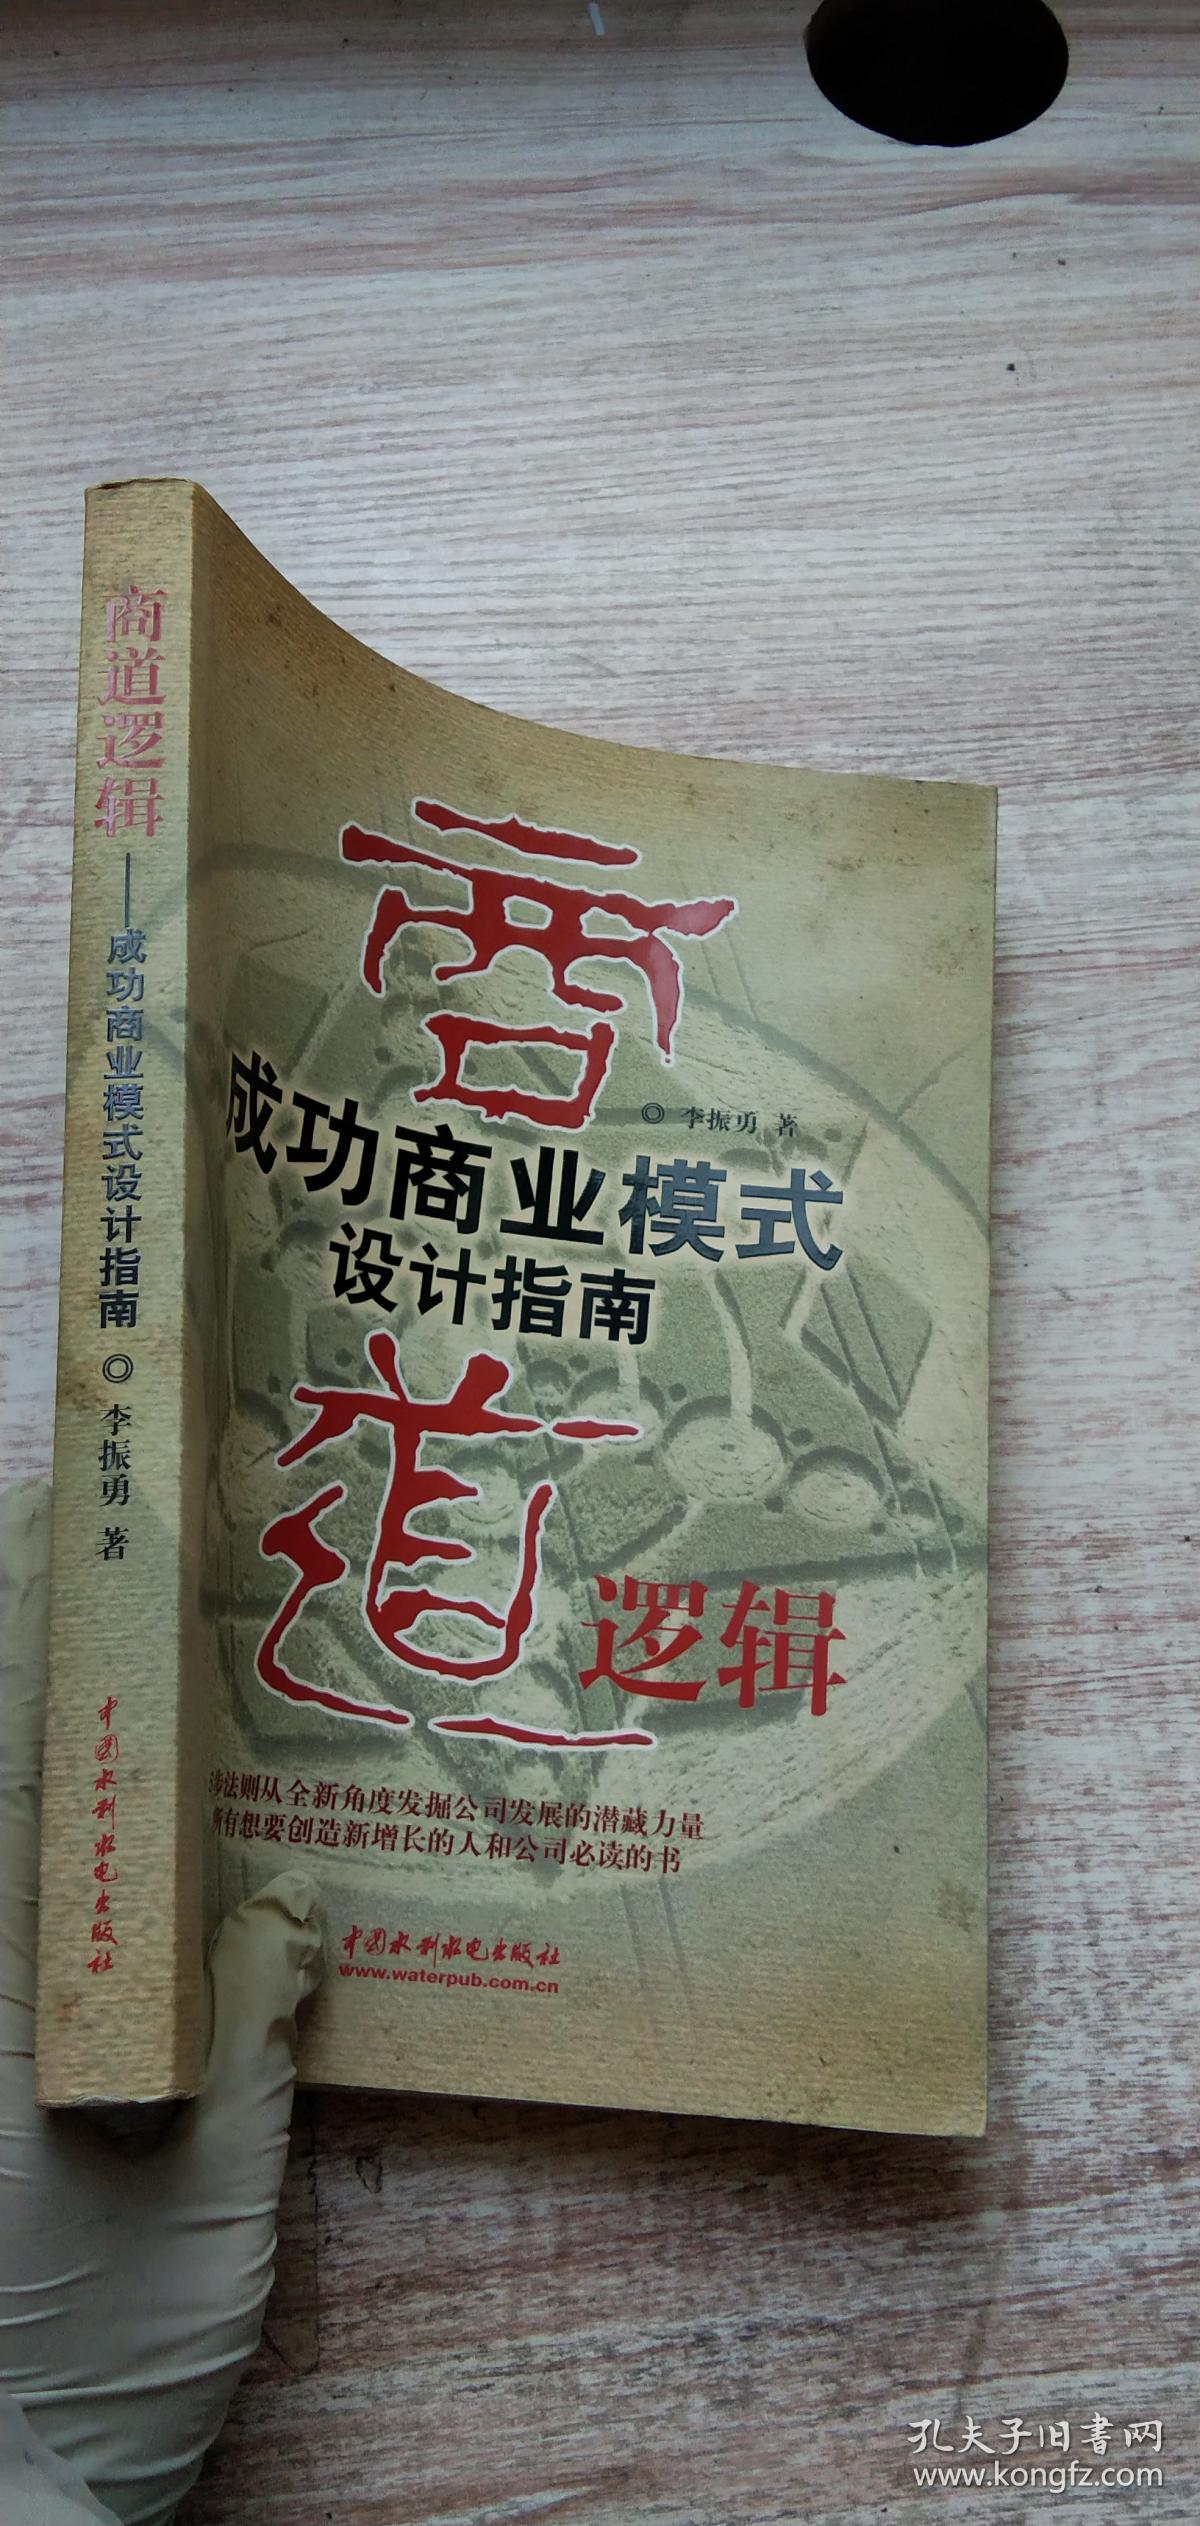 商道逻辑——成功商业模式设计指南 ◎ 李振勇 著
中国水利水电出版社
商
◎ 李振勇 著
成功商业模式
设计指南
道
逻辑
步法则从全新角度发掘公司发展的潜藏力量
所有想要创造新增长的人和公司必读的书
中国水利水电出版社
www.waterpub.com.cn
孔夫子旧书网
www.kongfz.com